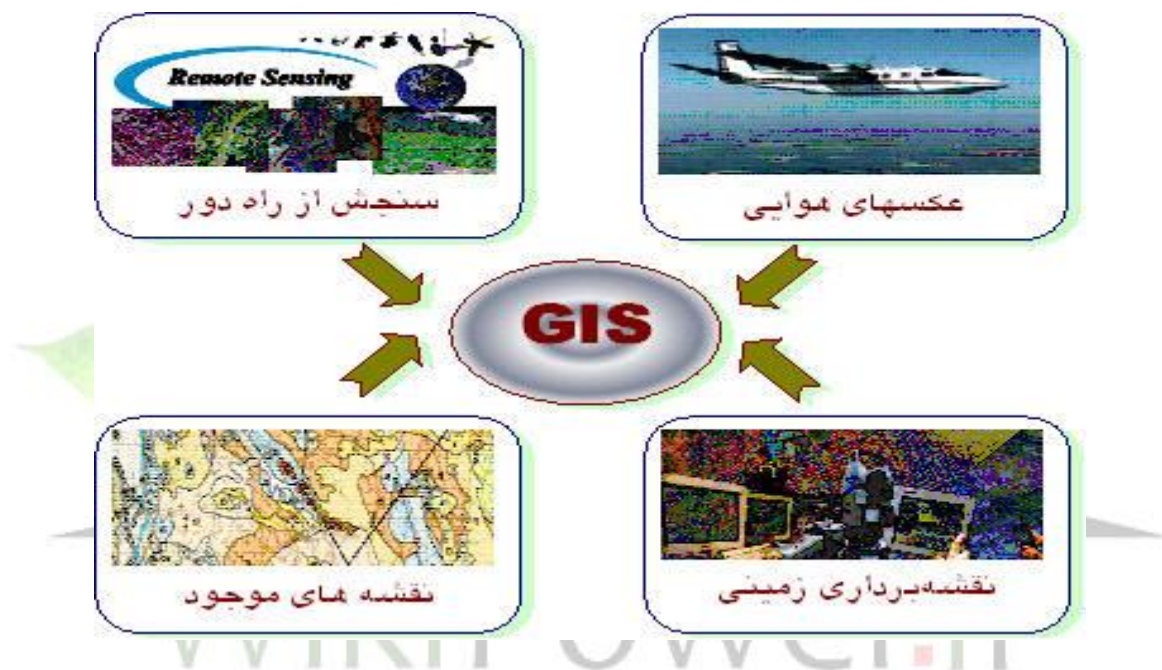 Remote Sensing
سنجش از راه دور
عکسهای هوایی
GIS
نقشه های موجود
نقشه‌برداری زمینی